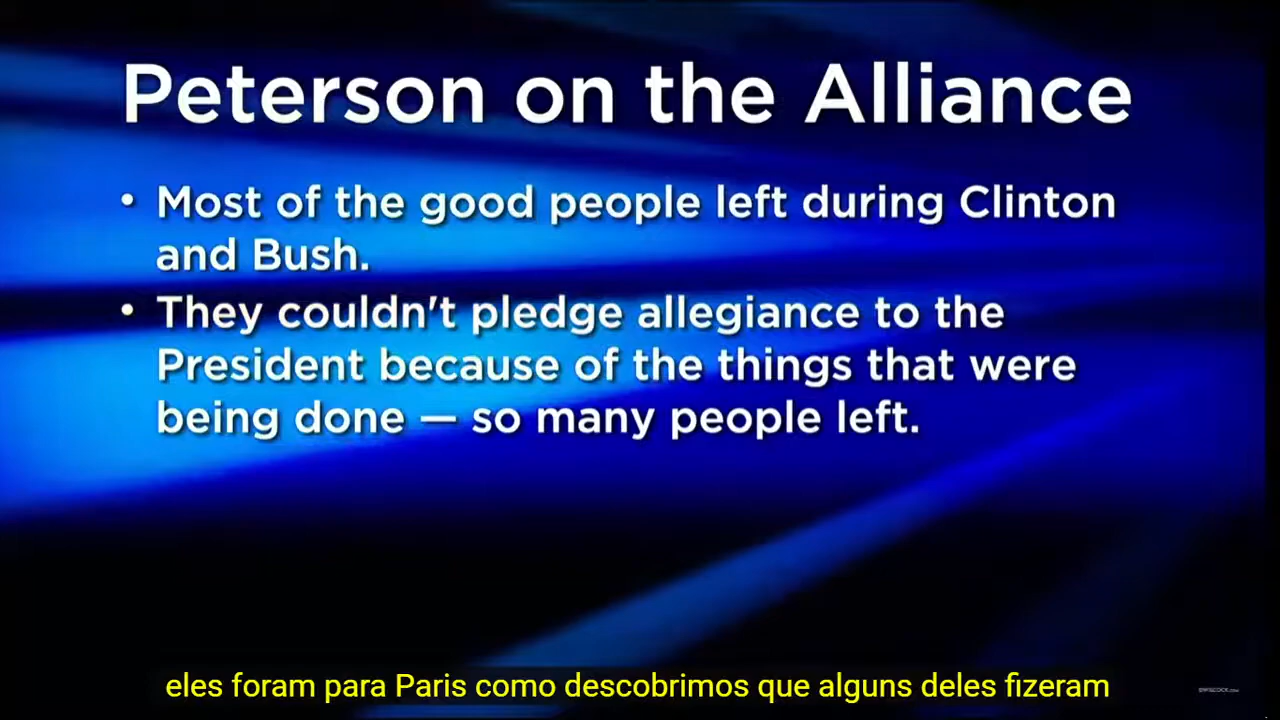 Peterson on the Alliance
• Most of the good people left during Clinton
and Bush.
• They couldn't pledge allegiance to the
President because of the things that were
being done — so many people left.
eles foram para Paris como descobrimos que alguns deles fizeram